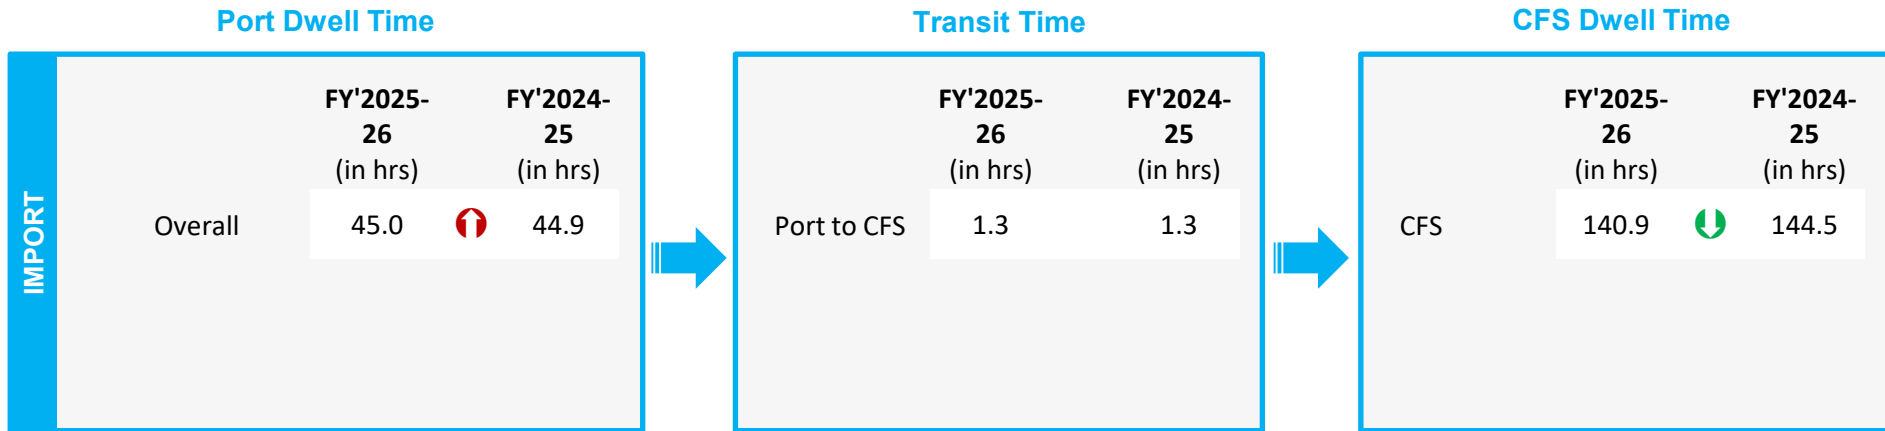 Port Dwell Time
Transit Time
CFS Dwell Time
IMPORT
FY'2025-
26
(in hrs)
FY'2024-
25
(in hrs)
Overall
45.0
44.9
FY'2025-
26
(in hrs)
FY'2024-
25
(in hrs)
Port to CFS
1.3
1.3
FY'2025-
26
(in hrs)
FY'2024-
25
(in hrs)
CFS
140.9
144.5